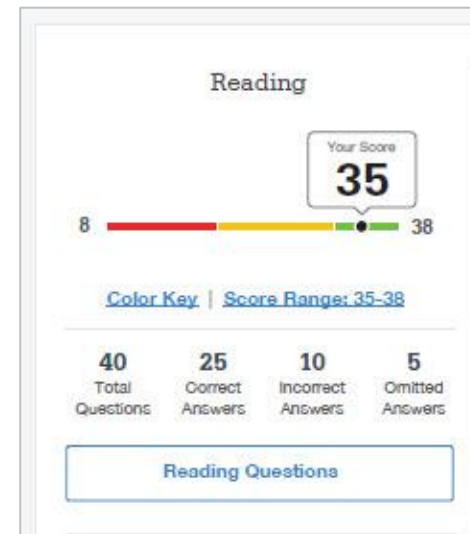 Reading
Your Score
35
8
38
Color Key | Score Range: 35-38
40 25 10 5
Total Correct Incorrect Omitted
Questions Answers Answers Answers
Reading Questions